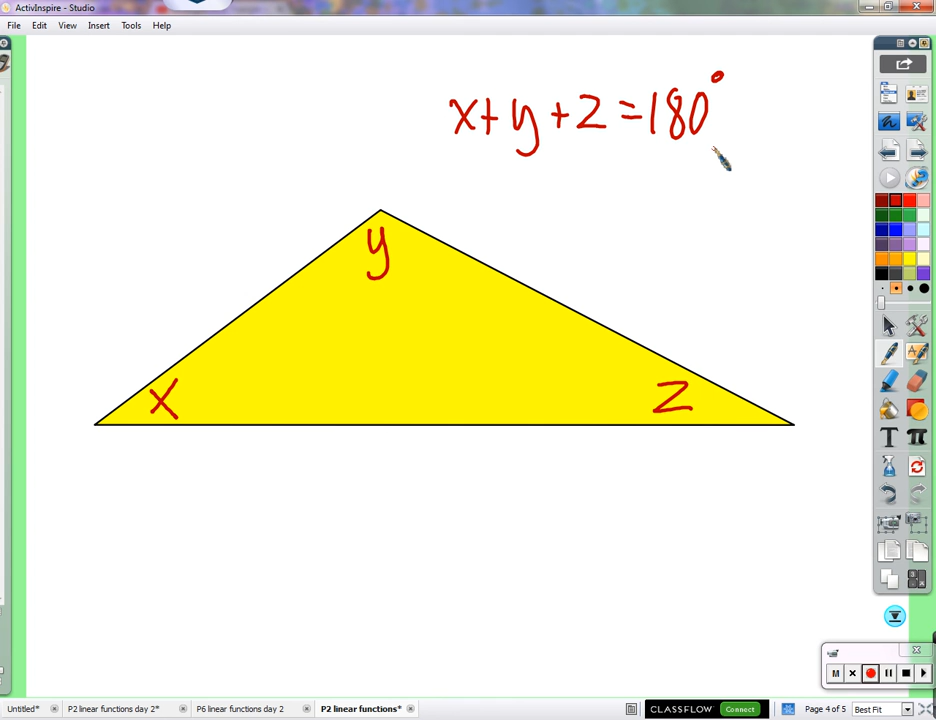 ActivInspire - Studio
File Edit View Insert Tools Help
x+y+z=180°
y
x
z
M
Untitled* P2 linear functions day 2* P6 linear functions day 2 P2 linear functions* CLASSFLOW Connect Page 4 of 5 Best Fit